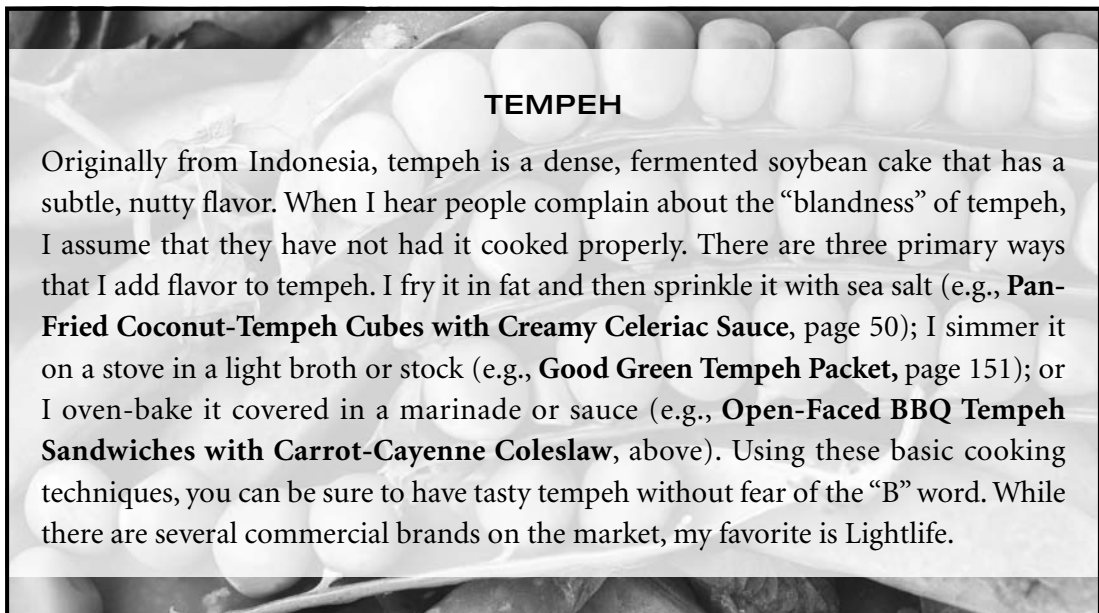 TEMPEH
Originally from Indonesia, tempeh is a dense, fermented soybean cake that has a
subtle, nutty flavor. When I hear people complain about the “blandness” of tempeh,
I assume that they have not had it cooked properly. There are three primary ways
that I add flavor to tempeh. I fry it in fat and then sprinkle it with sea salt (e.g., Pan-
Fried Coconut-Tempeh Cubes with Creamy Celeriac Sauce, page 50); I simmer it
on a stove in a light broth or stock (e.g., Good Green Tempeh Packet, page 151); or
I oven-bake it covered in a marinade or sauce (e.g., Open-Faced BBQ Tempeh
Sandwiches with Carrot-Cayenne Coleslaw, above). Using these basic cooking
techniques, you can be sure to have tasty tempeh without fear of the “B” word. While
there are several commercial brands on the market, my favorite is Lightlife.